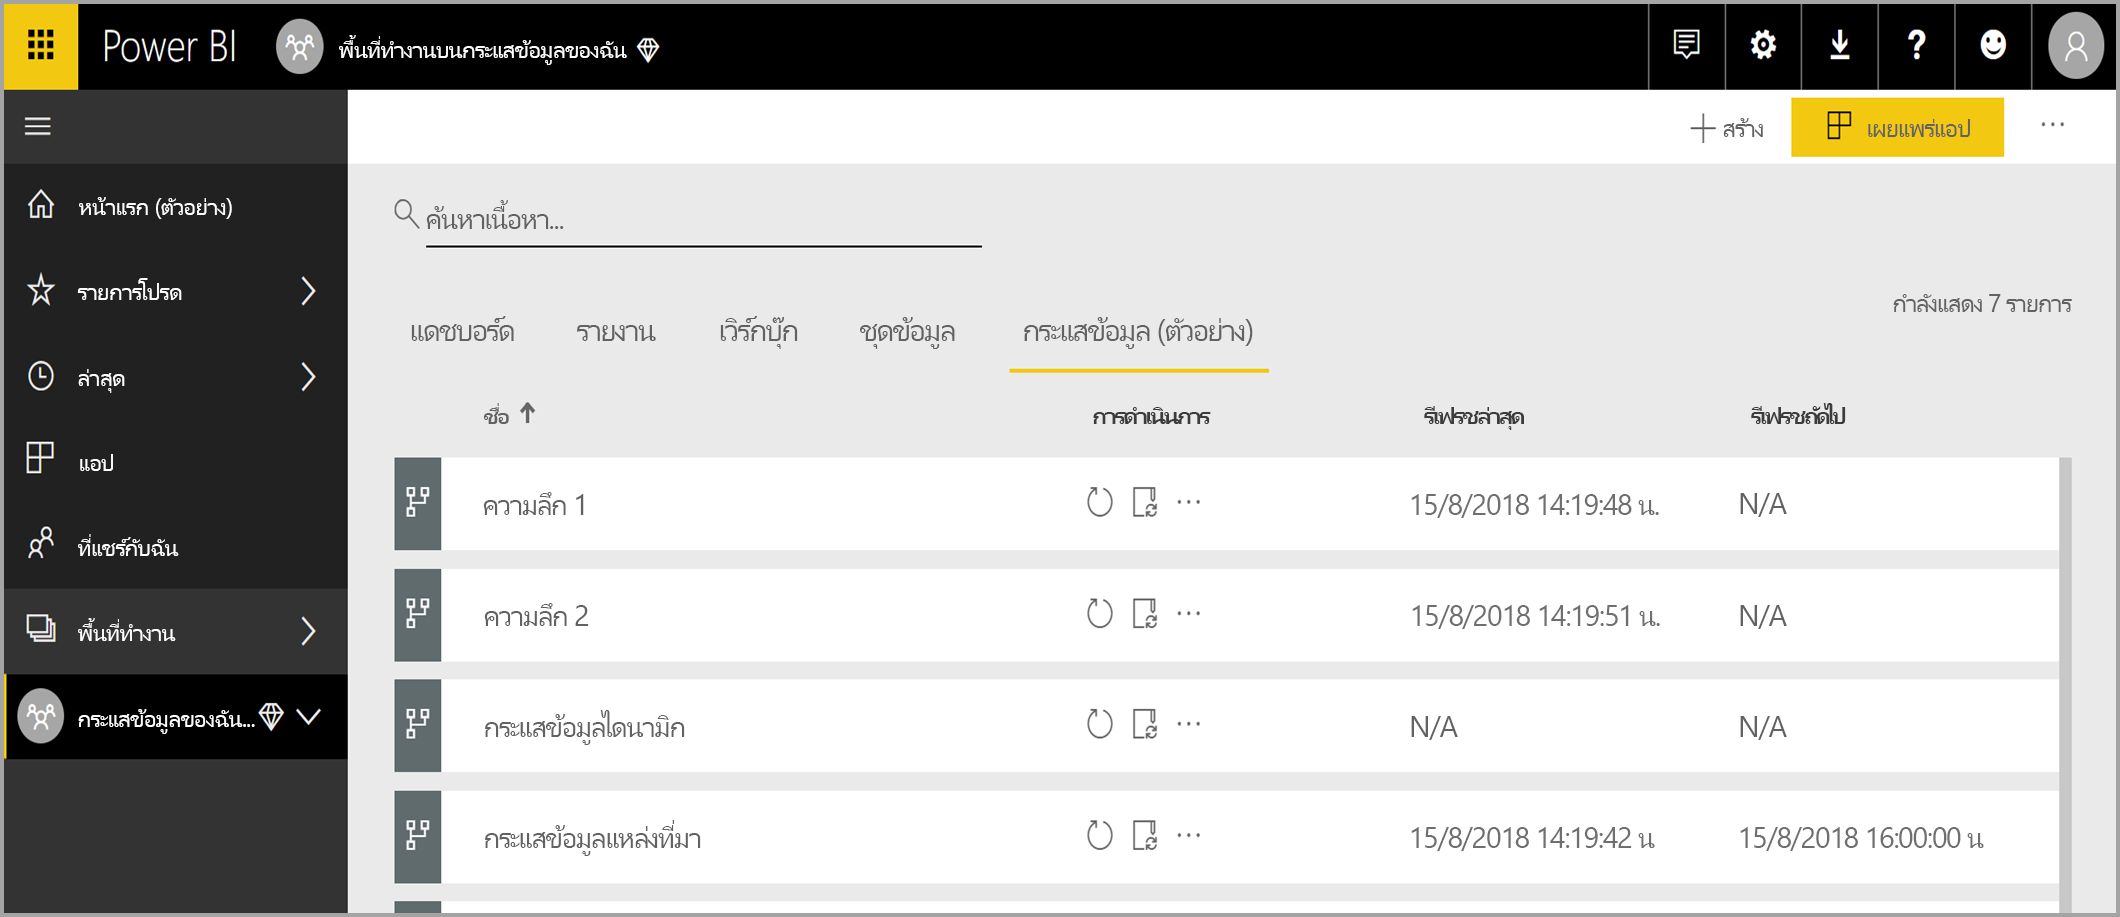 Power BI พื้นที่ทำงานบนกระแสข้อมูลของฉัน
สร้าง เผยแพร่แอป ...
หน้าแรก (ตัวอย่าง)
รายการโปรด
ล่าสุด
แอป
ที่แชร์กับฉัน
พื้นที่ทำงาน
กระแสข้อมูลของฉัน...
ค้นหาเนื้อหา...
กำลังแสดง 7 รายการ
แดชบอร์ด รายงาน เวิร์กบุ๊ก ชุดข้อมูล กระแสข้อมูล (ตัวอย่าง)
ชื่อ การดำเนินการ รีเฟรชล่าสุด รีเฟรชถัดไป
ความลึก 1 ... 15/8/2018 14:19:48 น. N/A
ความลึก 2 ... 15/8/2018 14:19:51 น. N/A
กระแสข้อมูลไดนามิก ... N/A N/A
กระแสข้อมูลแหล่งที่มา ... 15/8/2018 14:19:42 น 15/8/2018 16:00:00 น